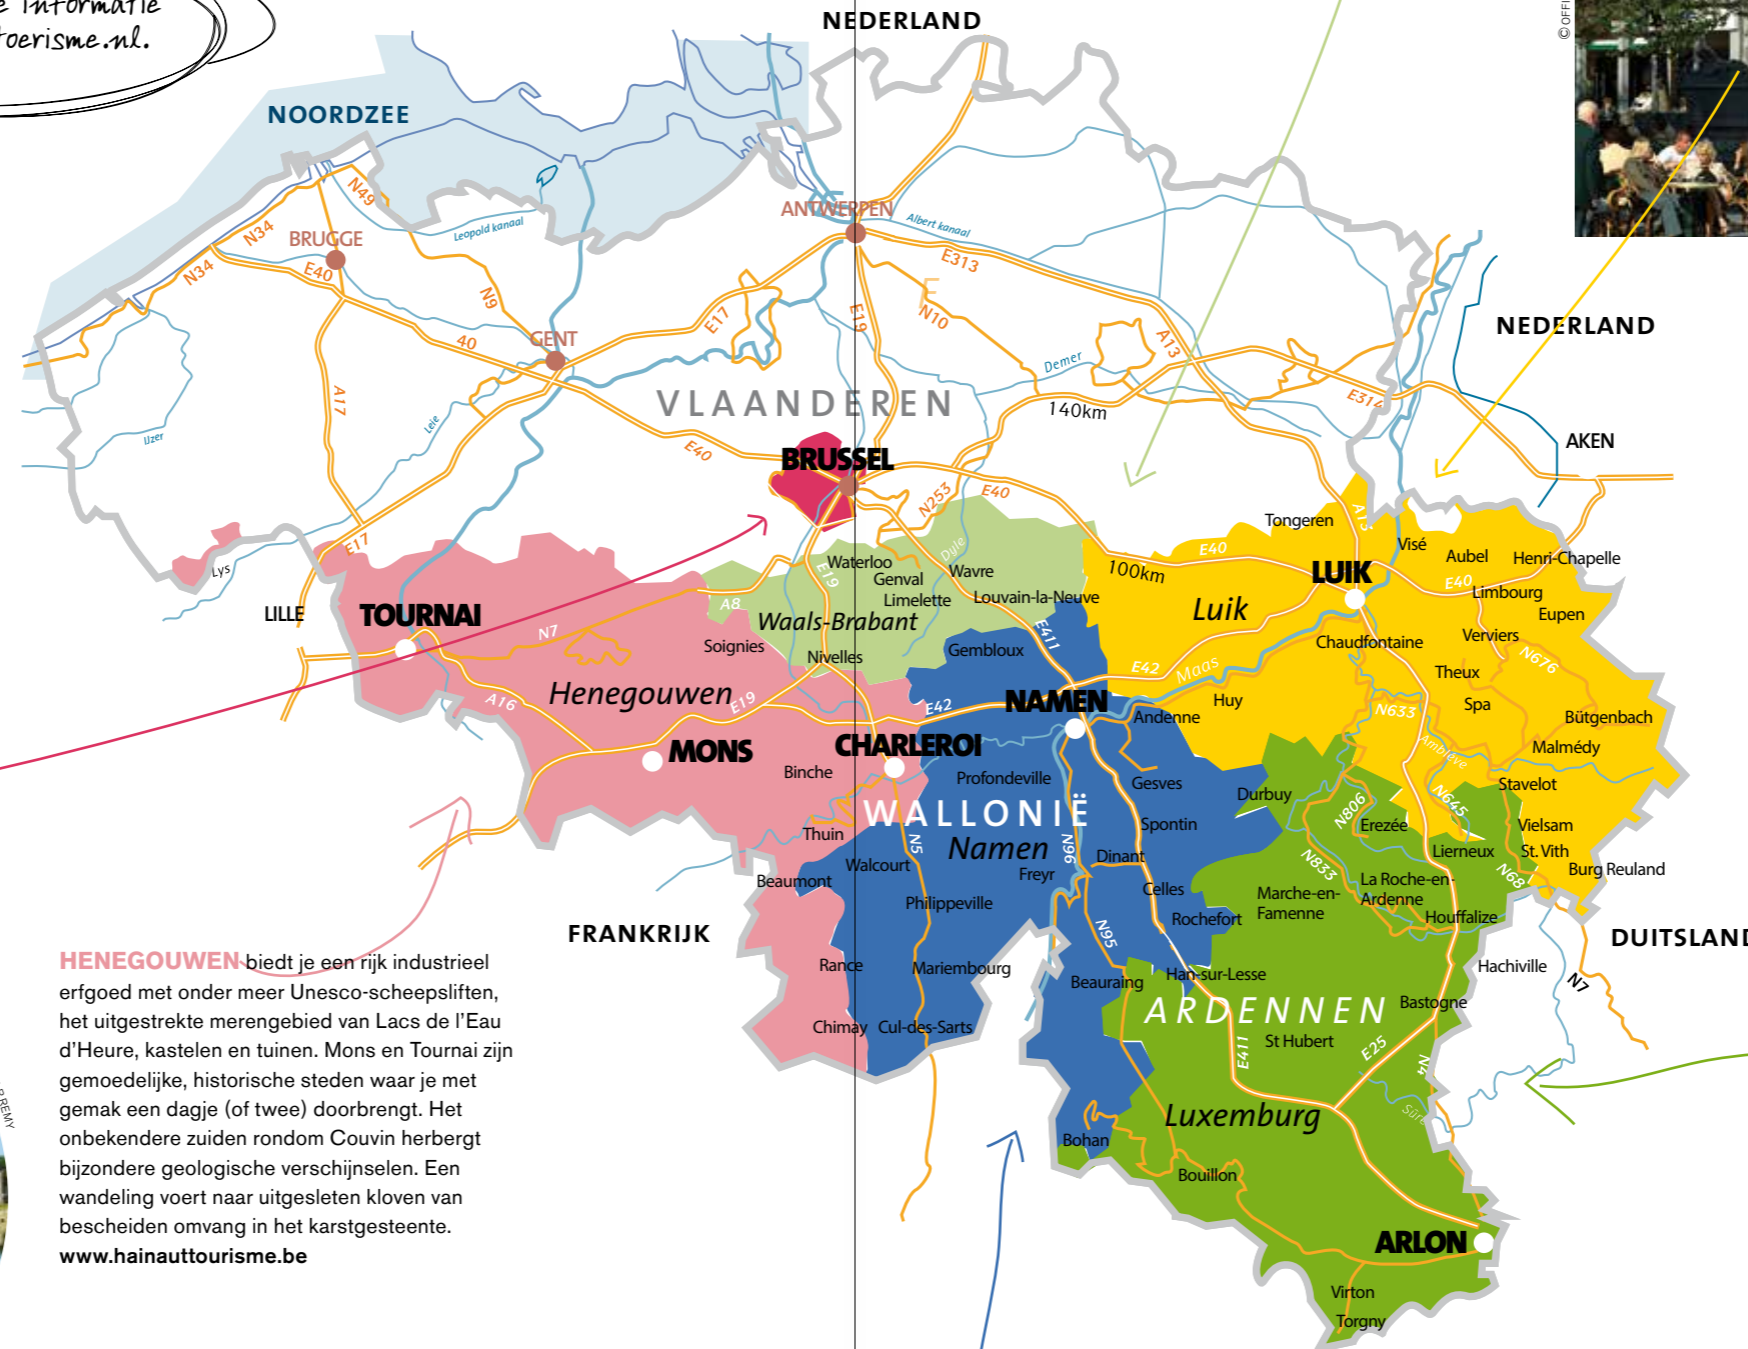 e informatie
toerisme.nl.
© OFFI
NEDERLAND
NOORDZEE
ANTWERPEN
Albert kanaal
N49
Leopold kanaal
N34
BRUGGE
E313
N34
E40
N9
E
N10
E19
E17
NEDERLAND
40
GENT
A13
Demer
VLAANDEREN
140km
E314
A17
Leie
IJzer
E40
BRUSSEL
AKEN
N253
E40
Tongeren
A13
E17
Lys
Dyle
E40
Visé
Aubel
Henri-Chapelle
Waterloo
E19
Genval
Wavre
100km
LUIK
E40
Limbourg
Limelette
Louvain-la-Neuve
A8
LILLE
TOURNAI
Waals-Brabant
Luik
Eupen
N7
E411
Verviers
Soignies
Nivelles
Gembloux
Chaudfontaine
N676
E42
Maas
Theux
Henegouwen
A16
E19
E42
NAMEN
Huy
Spa
Andenne
N633
Bütgenbach
MONS
CHARLEROI
Amblève
Malmédy
Binche
Profondeville
Gesves
Stavelot
Durbuy
WALLONIË
N806
N645
Thuin
N5
Namen
N96
Spontin
Erezée
Vielsam
Walcourt
Dinant
Lierneux
St. Vith
Freyr
N833
Burg Reuland
Beaumont
Celles
La Roche-en-
Ardenne
N68
Marche-en-
Famenne
Philippeville
Rochefort
Houffalize
FRANKRIJK
N95
DUITSLAND
Rance
Mariembourg
Beauraing
Han-sur-Lesse
Hachiville
N7
ARDENNEN
Bastogne
Chimay
Cul-des-Sarts
St Hubert
E411
E25
N4
Luxemburg
Sûre
Bohan
Bouillon
ARLON
Virton
Torgny
HENEGOUWEN biedt je een rijk industrieel
erfgoed met onder meer Unesco-scheepsliften,
het uitgestrekte merengebied van Lacs de l’Eau
d’Heure, kastelen en tuinen. Mons en Tournai zijn
gemoedelijke, historische steden waar je met
gemak een dagje (of twee) doorbrengt. Het
onbekendere zuiden rondom Couvin herbergt
bijzondere geologische verschijnselen. Een
wandeling voert naar uitgesleten kloven van
bescheiden omvang in het karstgesteente.
www.hainauttourisme.be
REMY